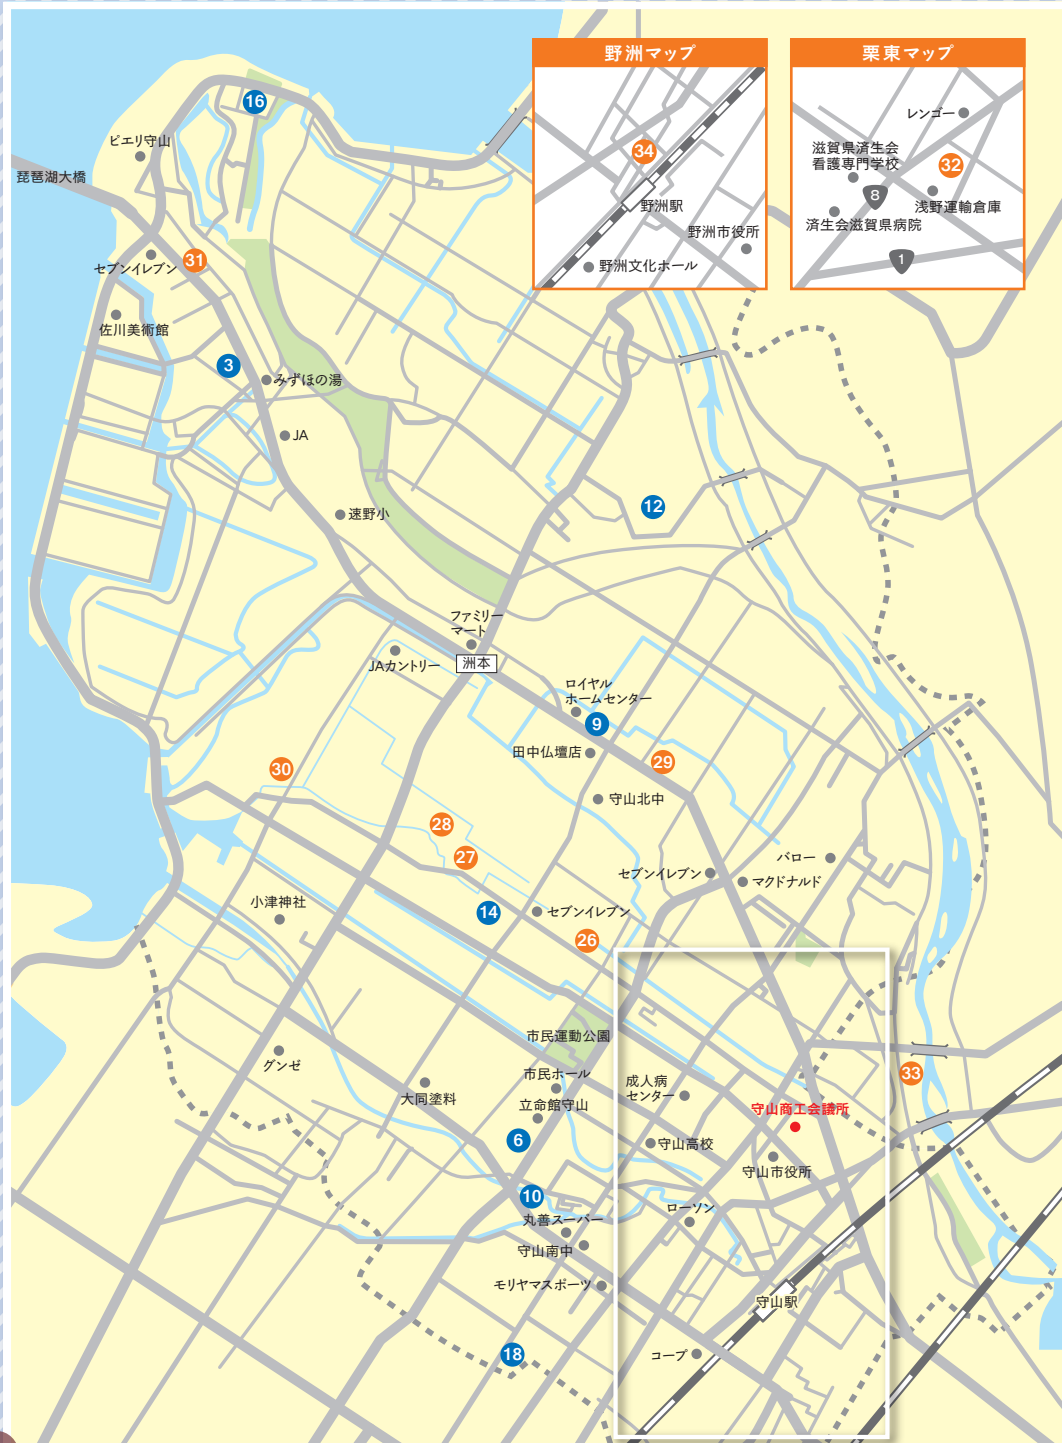 野洲マップ
34
野洲駅
野洲市役所
野洲文化ホール
栗東マップ
レンゴー
滋賀県済生会
看護専門学校
32
8
浅野運輸倉庫
済生会滋賀県病院
1
16
ピエリ守山
琵琶湖大橋
セブンイレブン
31
佐川美術館
3
みずほの湯
JA
速野小
12
ファミリー
マート
JAカントリー
洲本
ロイヤル
ホームセンター
9
田中仏壇店
29
30
守山北中
28
27
バロー
セブンイレブン
マクドナルド
小津神社
14
セブンイレブン
26
市民運動公園
グンゼ
市民ホール
成人病
センター
33
大同塗料
立命館守山
守山商工会議所
6
守山高校
守山市役所
10
丸善スーパー
ローソン
守山南中
モリヤマスポーツ
守山駅
18
コープ